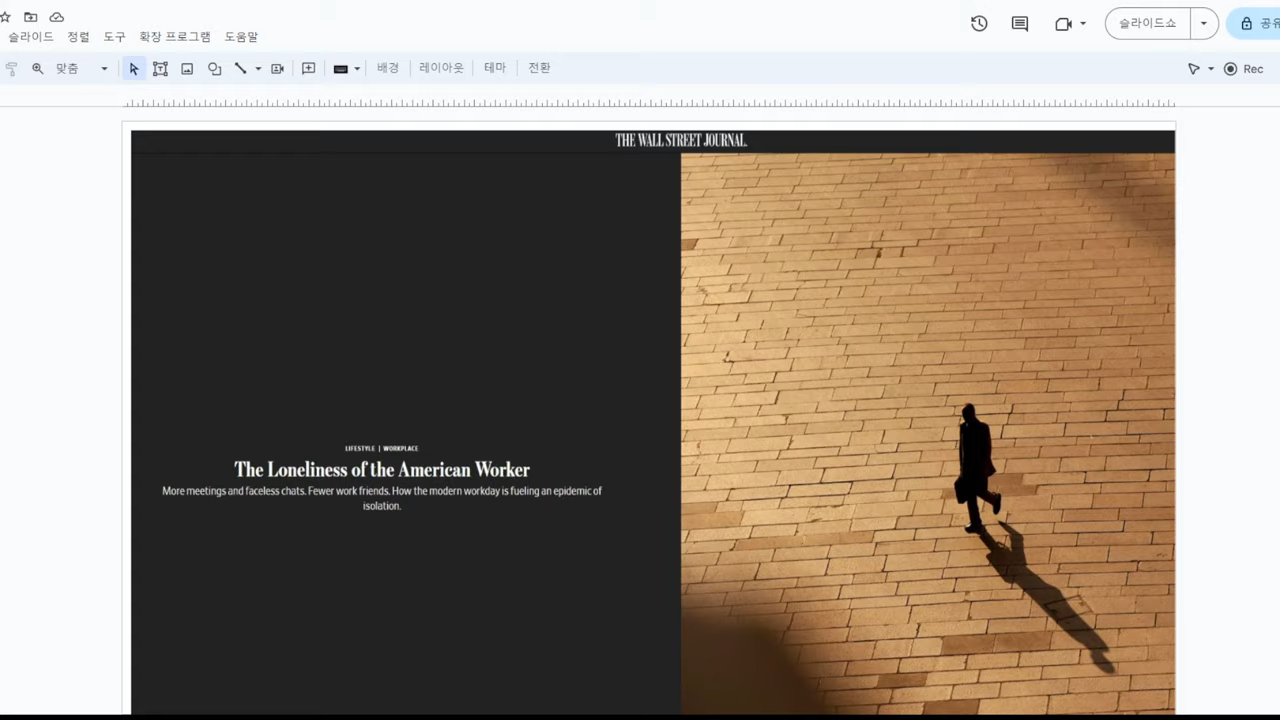 슬라이드 정렬 도구 확장 프로그램 도움말
슬라이드쇼
공유
맞춤
배경 레이아웃 테마 전환
Rec
THE WALL STREET JOURNAL.
LIFESTYLE | WORKPLACE
The Loneliness of the American Worker
More meetings and faceless chats. Fewer work friends. How the modern workday is fueling an epidemic of
isolation.